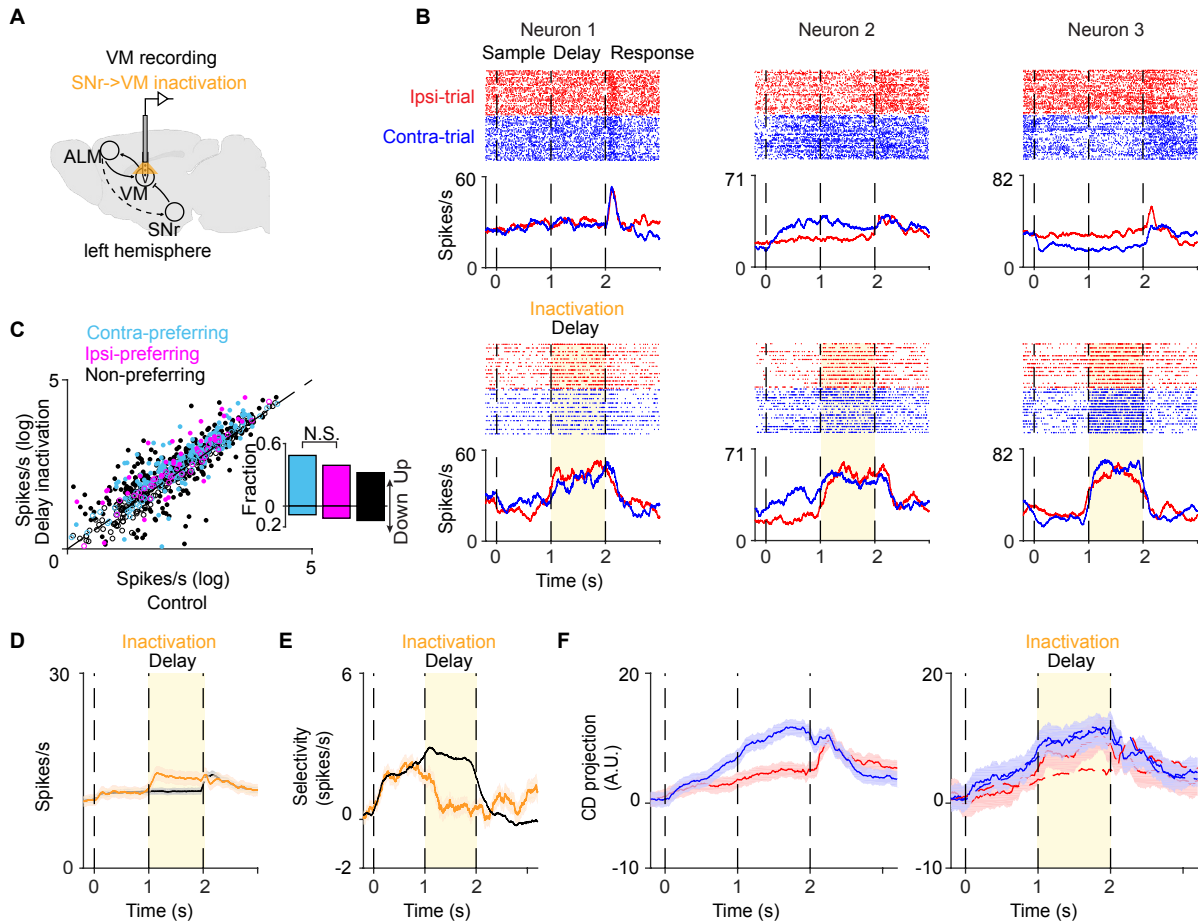 A
VM recording
SNr->VM inactivation
ALM
VM
SNr
left hemisphere
B
Neuron 1
Neuron 2
Neuron 3
Sample Delay Response
Ipsi-trial
Contra-trial
60
Spikes/s
0
0 1 2
71
0
0 1 2
82
0
0 1 2
Inactivation
Delay
60
Spikes/s
0
0 1 2
Time (s)
71
0
0 1 2
82
0
0 1 2
C
Contra-preferring
Ipsi-preferring
Non-preferring
5
Spikes/s (log)
Delay inactivation
0
5
Spikes/s (log)
Control
N.S.
0.6
Fraction
0
0.2
Down Up
D
Inactivation
Delay
30
Spikes/s
0
0 1 2
Time (s)
E
Inactivation
Delay
6
Selectivity
(spikes/s)
0
-2
0 1 2
Time (s)
F
20
CD projection
(A.U.)
0
-10
0 1 2
Time (s)
Inactivation
Delay
20
0
-10
0 1 2
Time (s)